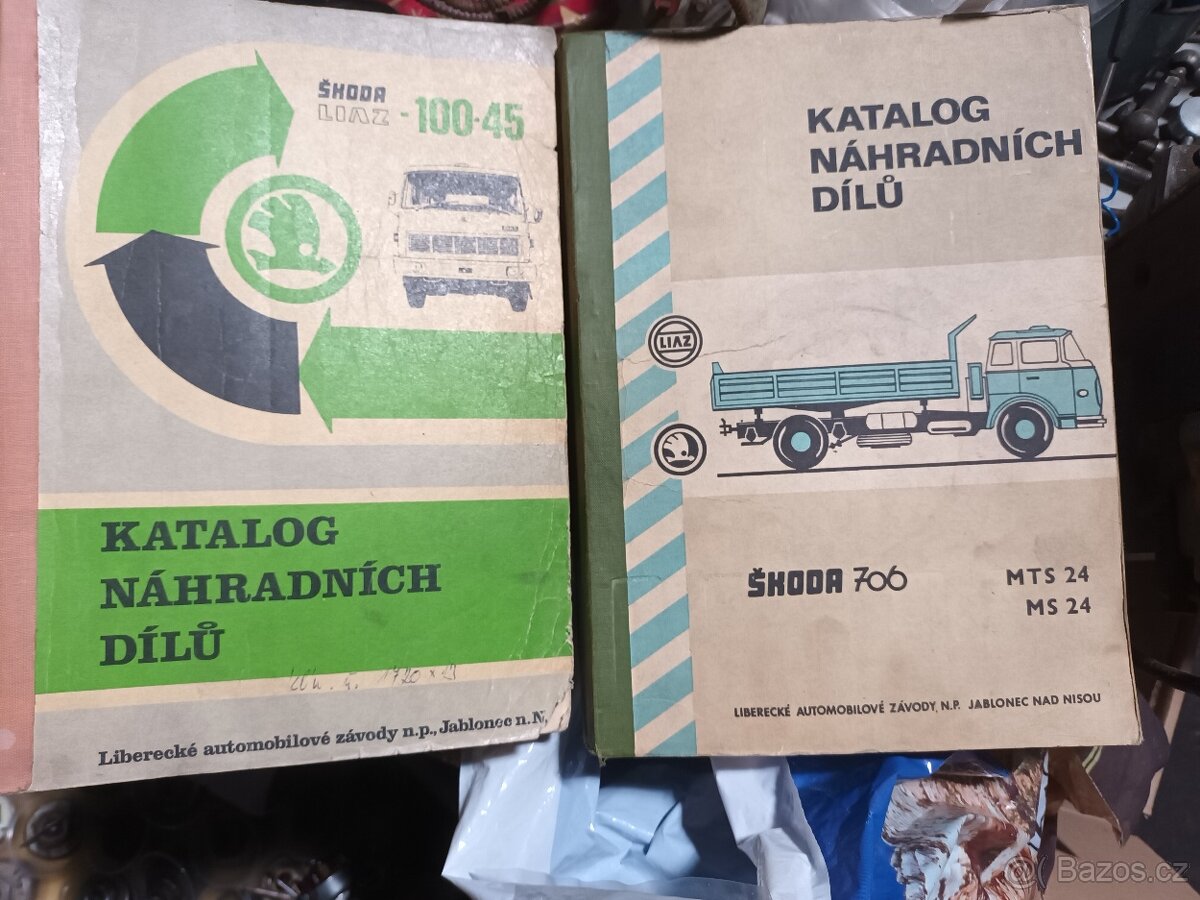 ŠKODA
LIAZ - 100·45
KATALOG
NÁHRADNÍCH
DÍLŮ
Liberecké automobilové závody n.p., Jablonec n.N.
KATALOG
NÁHRADNÍCH
DÍLŮ
LIAZ
ŠKODA 706
MTS 24
MS 24
LIBERECKÉ AUTOMOBILOVÉ ZÁVODY, N.P. JABLONEC NAD NISOU
Bazos.cz